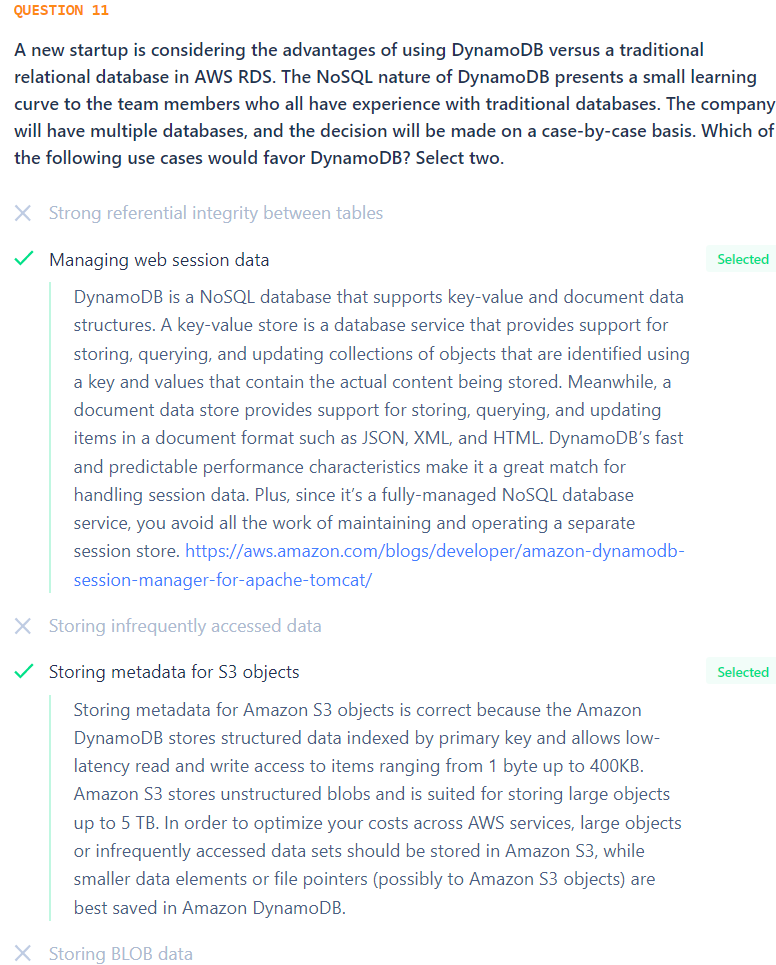 QUESTION 11
A new startup is considering the advantages of using DynamoDB versus a traditional
relational database in AWS RDS. The NoSQL nature of DynamoDB presents a small learning
curve to the team members who all have experience with traditional databases. The company
will have multiple databases, and the decision will be made on a case-by-case basis. Which of
the following use cases would favor DynamoDB? Select two.
Strong referential integrity between tables
Managing web session data
Selected
DynamoDB is a NoSQL database that supports key-value and document data
structures. A key-value store is a database service that provides support for
storing, querying, and updating collections of objects that are identified using
a key and values that contain the actual content being stored. Meanwhile, a
document data store provides support for storing, querying, and updating
items in a document format such as JSON, XML, and HTML. DynamoDB’s fast
and predictable performance characteristics make it a great match for
handling session data. Plus, since it’s a fully-managed NoSQL database
service, you avoid all the work of maintaining and operating a separate
session store. https://aws.amazon.com/blogs/developer/amazon-dynamodb-
session-manager-for-apache-tomcat/
Storing infrequently accessed data
Storing metadata for S3 objects
Selected
Storing metadata for Amazon S3 objects is correct because the Amazon
DynamoDB stores structured data indexed by primary key and allows low-
latency read and write access to items ranging from 1 byte up to 400KB.
Amazon S3 stores unstructured blobs and is suited for storing large objects
up to 5 TB. In order to optimize your costs across AWS services, large objects
or infrequently accessed data sets should be stored in Amazon S3, while
smaller data elements or file pointers (possibly to Amazon S3 objects) are
best saved in Amazon DynamoDB.
Storing BLOB data